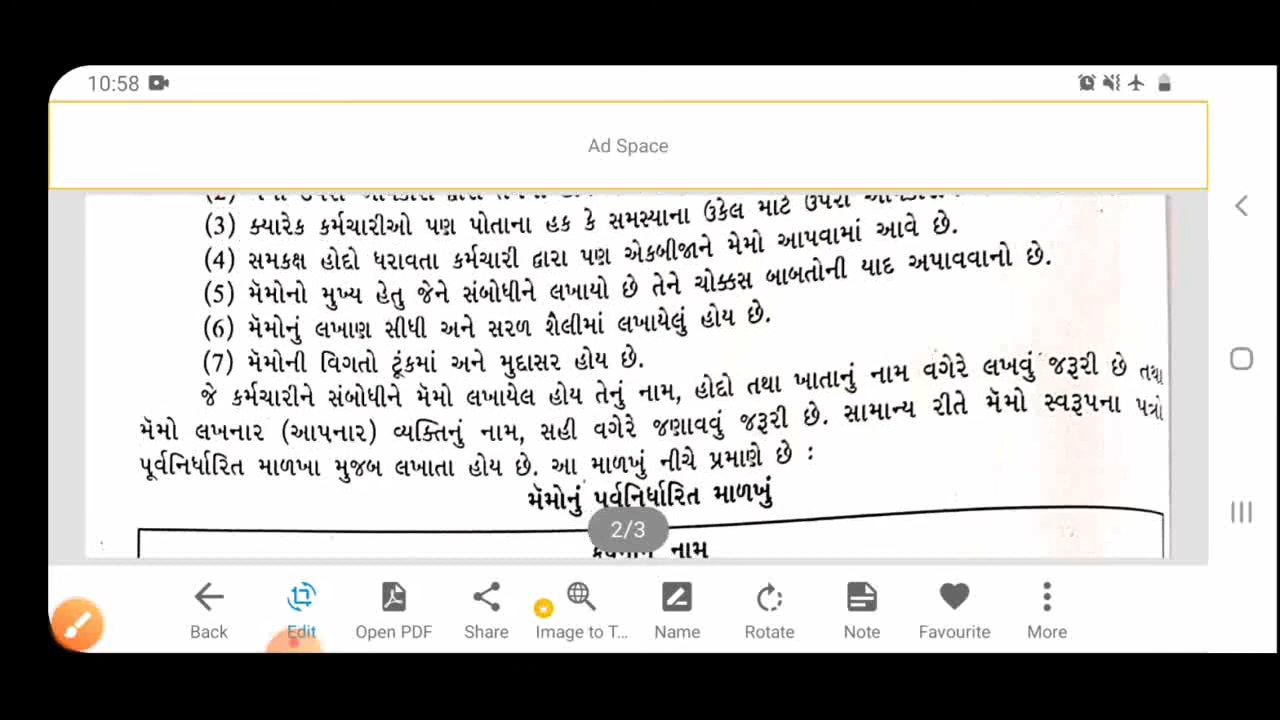 10:58
Ad Space
(3) ક્યારેક કર્મચારીઓ પણ પોતાના હક કે સમસ્યાના ઉકેલ માટે ઉપરી
(4) સમકક્ષ હોદ્દો ધરાવતા કર્મચારી દ્વારા પણ એકબીજાને મેમો આપવામાં આવે છે.
(5) મૅમોનો મુખ્ય હેતુ જેને સંબોધીને લખાયો છે તેને ચોક્કસ બાબતોની યાદ અપાવવાનો છે.
(6) મૅમોનું લખાણ સીધી અને સરળ શૈલીમાં લખાયેલું હોય છે.
(7) મૅમોની વિગતો ટૂંકમાં અને મુદાસર હોય છે.
જે કર્મચારીને સંબોધીને મૅમો લખાયેલ હોય તેનું નામ, હોદ્દો તથા ખાતાનું નામ વગેરે લખવું જરૂરી છે તથા
મૅમો લખનાર (આપનાર) વ્યક્તિનું નામ, સહી વગેરે જણાવવું જરૂરી છે. સામાન્ય રીતે મૅમો સ્વરૂપના પત્રો
પૂર્વનિર્ધારિત માળખા મુજબ લખાતા હોય છે. આ માળખું નીચે પ્રમાણે છે :
મૅમોનું પૂર્વનિર્ધારિત માળખું
2/3
નામ
Back Edit Open PDF Share Image to T... Name Rotate Note Favourite More